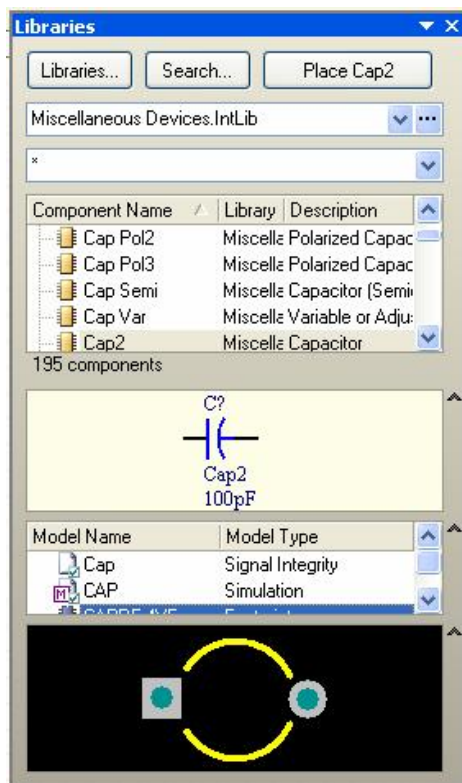 Libraries
Libraries... Search... Place Cap2
Miscellaneous Devices.IntLib ...
*
Component Name Library Description
Cap Pol2 Miscella Polarized Capac
Cap Pol3 Miscella Polarized Capac
Cap Semi Miscella Capacitor (Semic
Cap Var Miscella Variable or Adju
Cap2 Miscella Capacitor
195 components
C?
Cap2
100pF
Model Name Model Type
Cap Signal Integrity
M CAP Simulation